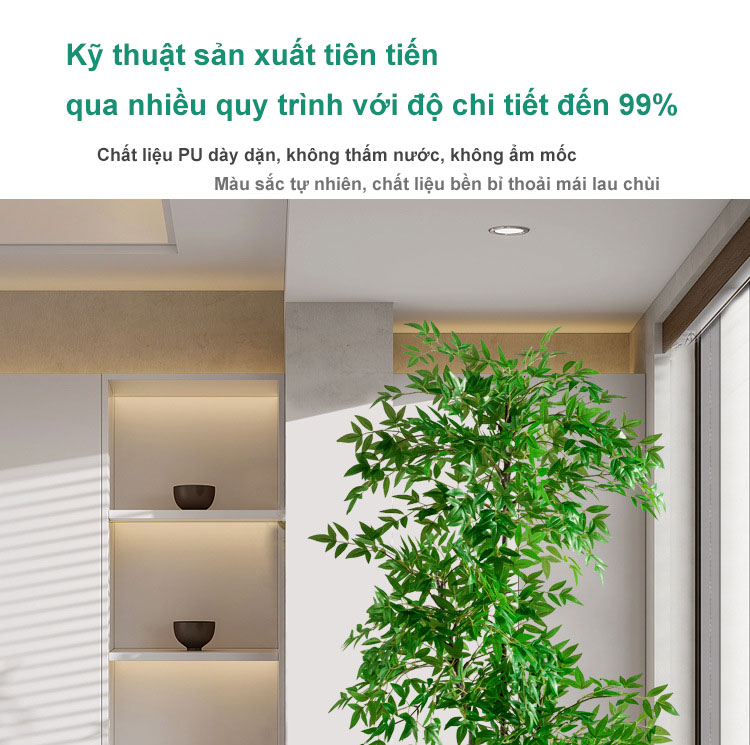 Kỹ thuật sản xuất tiên tiến
qua nhiều quy trình với độ chi tiết đến 99%
Chất liệu PU dày dặn, không thấm nước, không ẩm mốc
Màu sắc tự nhiên, chất liệu bền bỉ thoải mái lau chùi